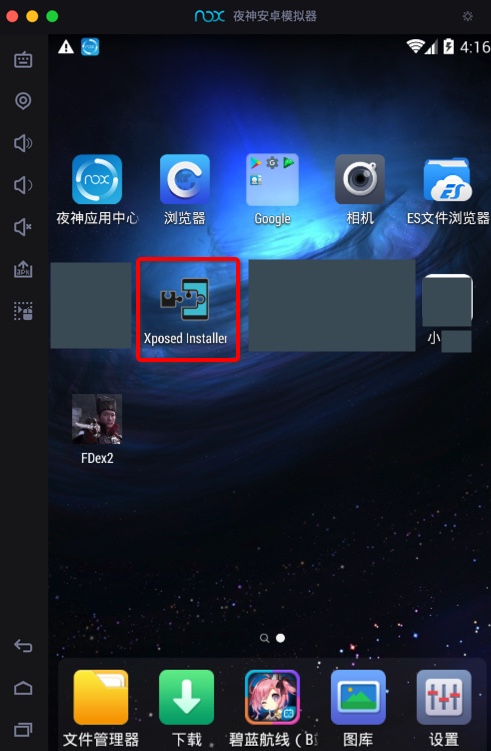 nox 夜神安卓模拟器
4:16
nox
夜神应用中心
浏览器
Google
相机
ES
ES文件浏览器
Xposed Installer
小
FDex2
文件管理器
下载
碧蓝航线（B
图库
设置